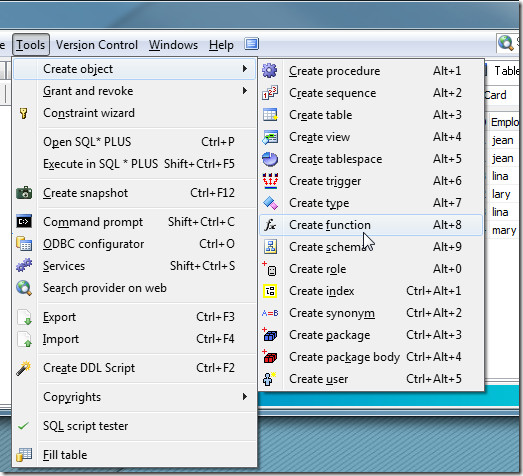 Tools Version Control Windows Help
Create object
Grant and revoke
Constraint wizard
Open SQL* PLUS Ctrl+P
Execute in SQL * PLUS Shift+Ctrl+F5
Create snapshot Ctrl+F12
Command prompt Shift+Ctrl+C
ODBC configurator Ctrl+O
Services Shift+Ctrl+S
Search provider on web
Export Ctrl+F3
Import Ctrl+F4
Create DDL Script Ctrl+F2
Copyrights
SQL script tester
Fill table
Create procedure Alt+1
Create sequence Alt+2
Create table Alt+3
Create view Alt+4
Create tablespace Alt+5
Create trigger Alt+6
Create type Alt+7
Create function Alt+8
Create schema Alt+9
Create role Alt+0
Create index Ctrl+Alt+1
Create synonym Ctrl+Alt+2
Create package Ctrl+Alt+3
Create package body Ctrl+Alt+4
Create user Ctrl+Alt+5
Table
Card
Emplo
jean
jean
lina
lary
lina
mary